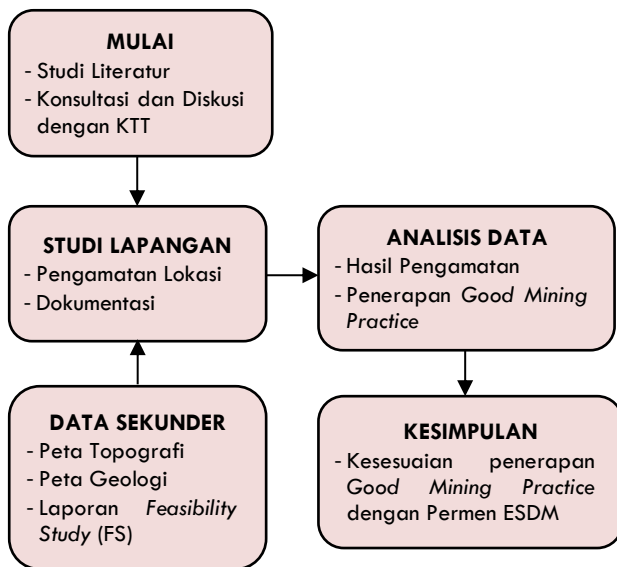 MULAI
- Studi Literatur
- Konsultasi dan Diskusi
dengan KTT
STUDI LAPANGAN
- Pengamatan Lokasi
- Dokumentasi
ANALISIS DATA
- Hasil Pengamatan
- Penerapan Good Mining
Practice
DATA SEKUNDER
- Peta Topografi
- Peta Geologi
- Laporan Feasibility
Study (FS)
KESIMPULAN
- Kesesuaian penerapan
Good Mining Practice
dengan Permen ESDM